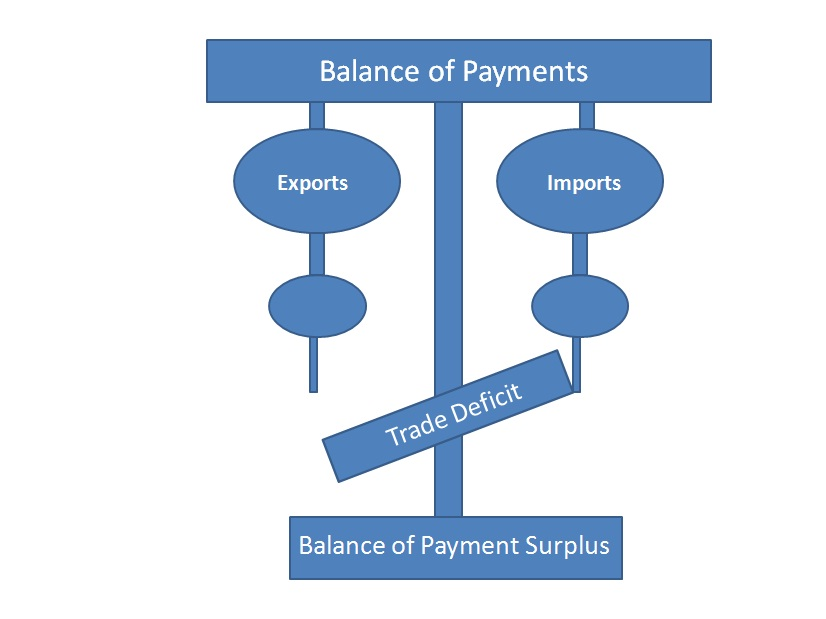 Balance of Payments
Exports
Imports
Trade Deficit
Balance of Payment Surplus